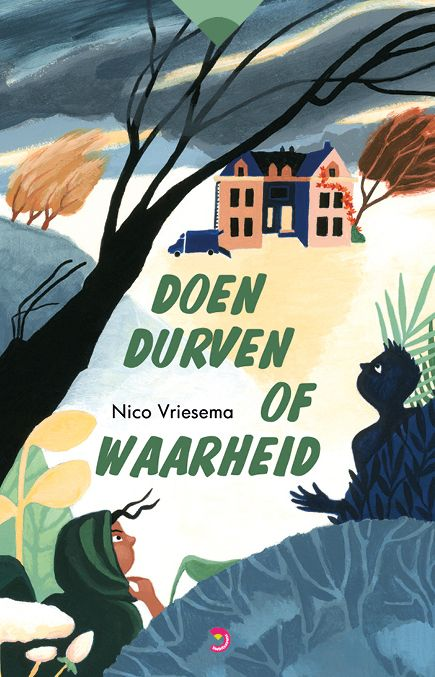 DOEN
DURVEN
OF
Nico Vriesema
WAARHEID